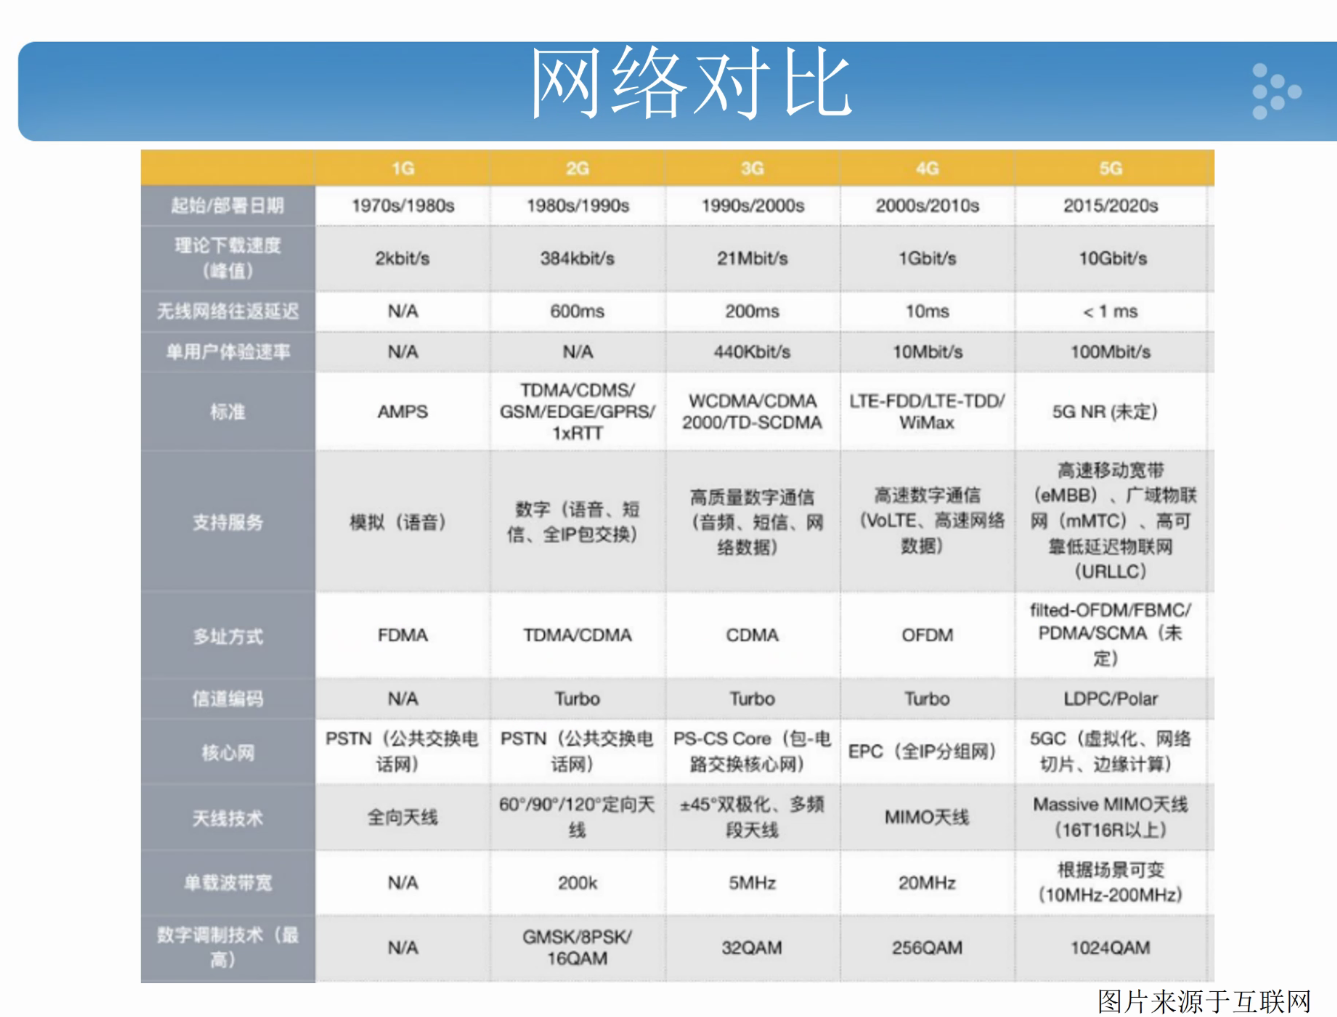 网络对比
1G 2G 3G 4G 5G
起始/部署日期 1970s/1980s 1980s/1990s 1990s/2000s 2000s/2010s 2015/2020s
理论下载速度
（峰值） 2kbit/s 384kbit/s 21Mbit/s 1Gbit/s 10Gbit/s
无线网络往返延迟 N/A 600ms 200ms 10ms < 1 ms
单用户体验速率 N/A N/A 440Kbit/s 10Mbit/s 100Mbit/s
标准
AMPS
TDMA/CDMS/
GSM/EDGE/GPRS/
1xRTT
WCDMA/CDMA
2000/TD-SCDMA
LTE-FDD/LTE-TDD/
WiMax
5G NR (未定)
支持服务
模拟（语音）
数字（语音、短
信、全IP包交换）
高质量数字通信
（音频、短信、网
络数据）
高速数字通信
（VoLTE、高速网络
数据）
高速移动宽带
（eMBB）、广域物联
网（mMTC）、高可
靠低延迟物联网
（URLLC）
多址方式
FDMA
TDMA/CDMA
CDMA
OFDM
filted-OFDM/FBMC/
PDMA/SCMA（未
定）
信道编码 N/A Turbo Turbo Turbo LDPC/Polar
核心网
PSTN（公共交换电
话网）
PSTN（公共交换电
话网）
PS-CS Core（包-电
路交换核心网）
EPC（全IP分组网）
5GC（虚拟化、网络
切片、边缘计算）
天线技术
全向天线
60°/90°/120°定向天
线
±45°双极化、多频
段天线
MIMO天线
Massive MIMO天线
（16T16R以上）
单载波带宽
N/A
200k
5MHz
20MHz
根据场景可变
（10MHz-200MHz）
数字调制技术（最
高）
N/A
GMSK/8PSK/
16QAM
32QAM
256QAM
1024QAM
图片来源于互联网